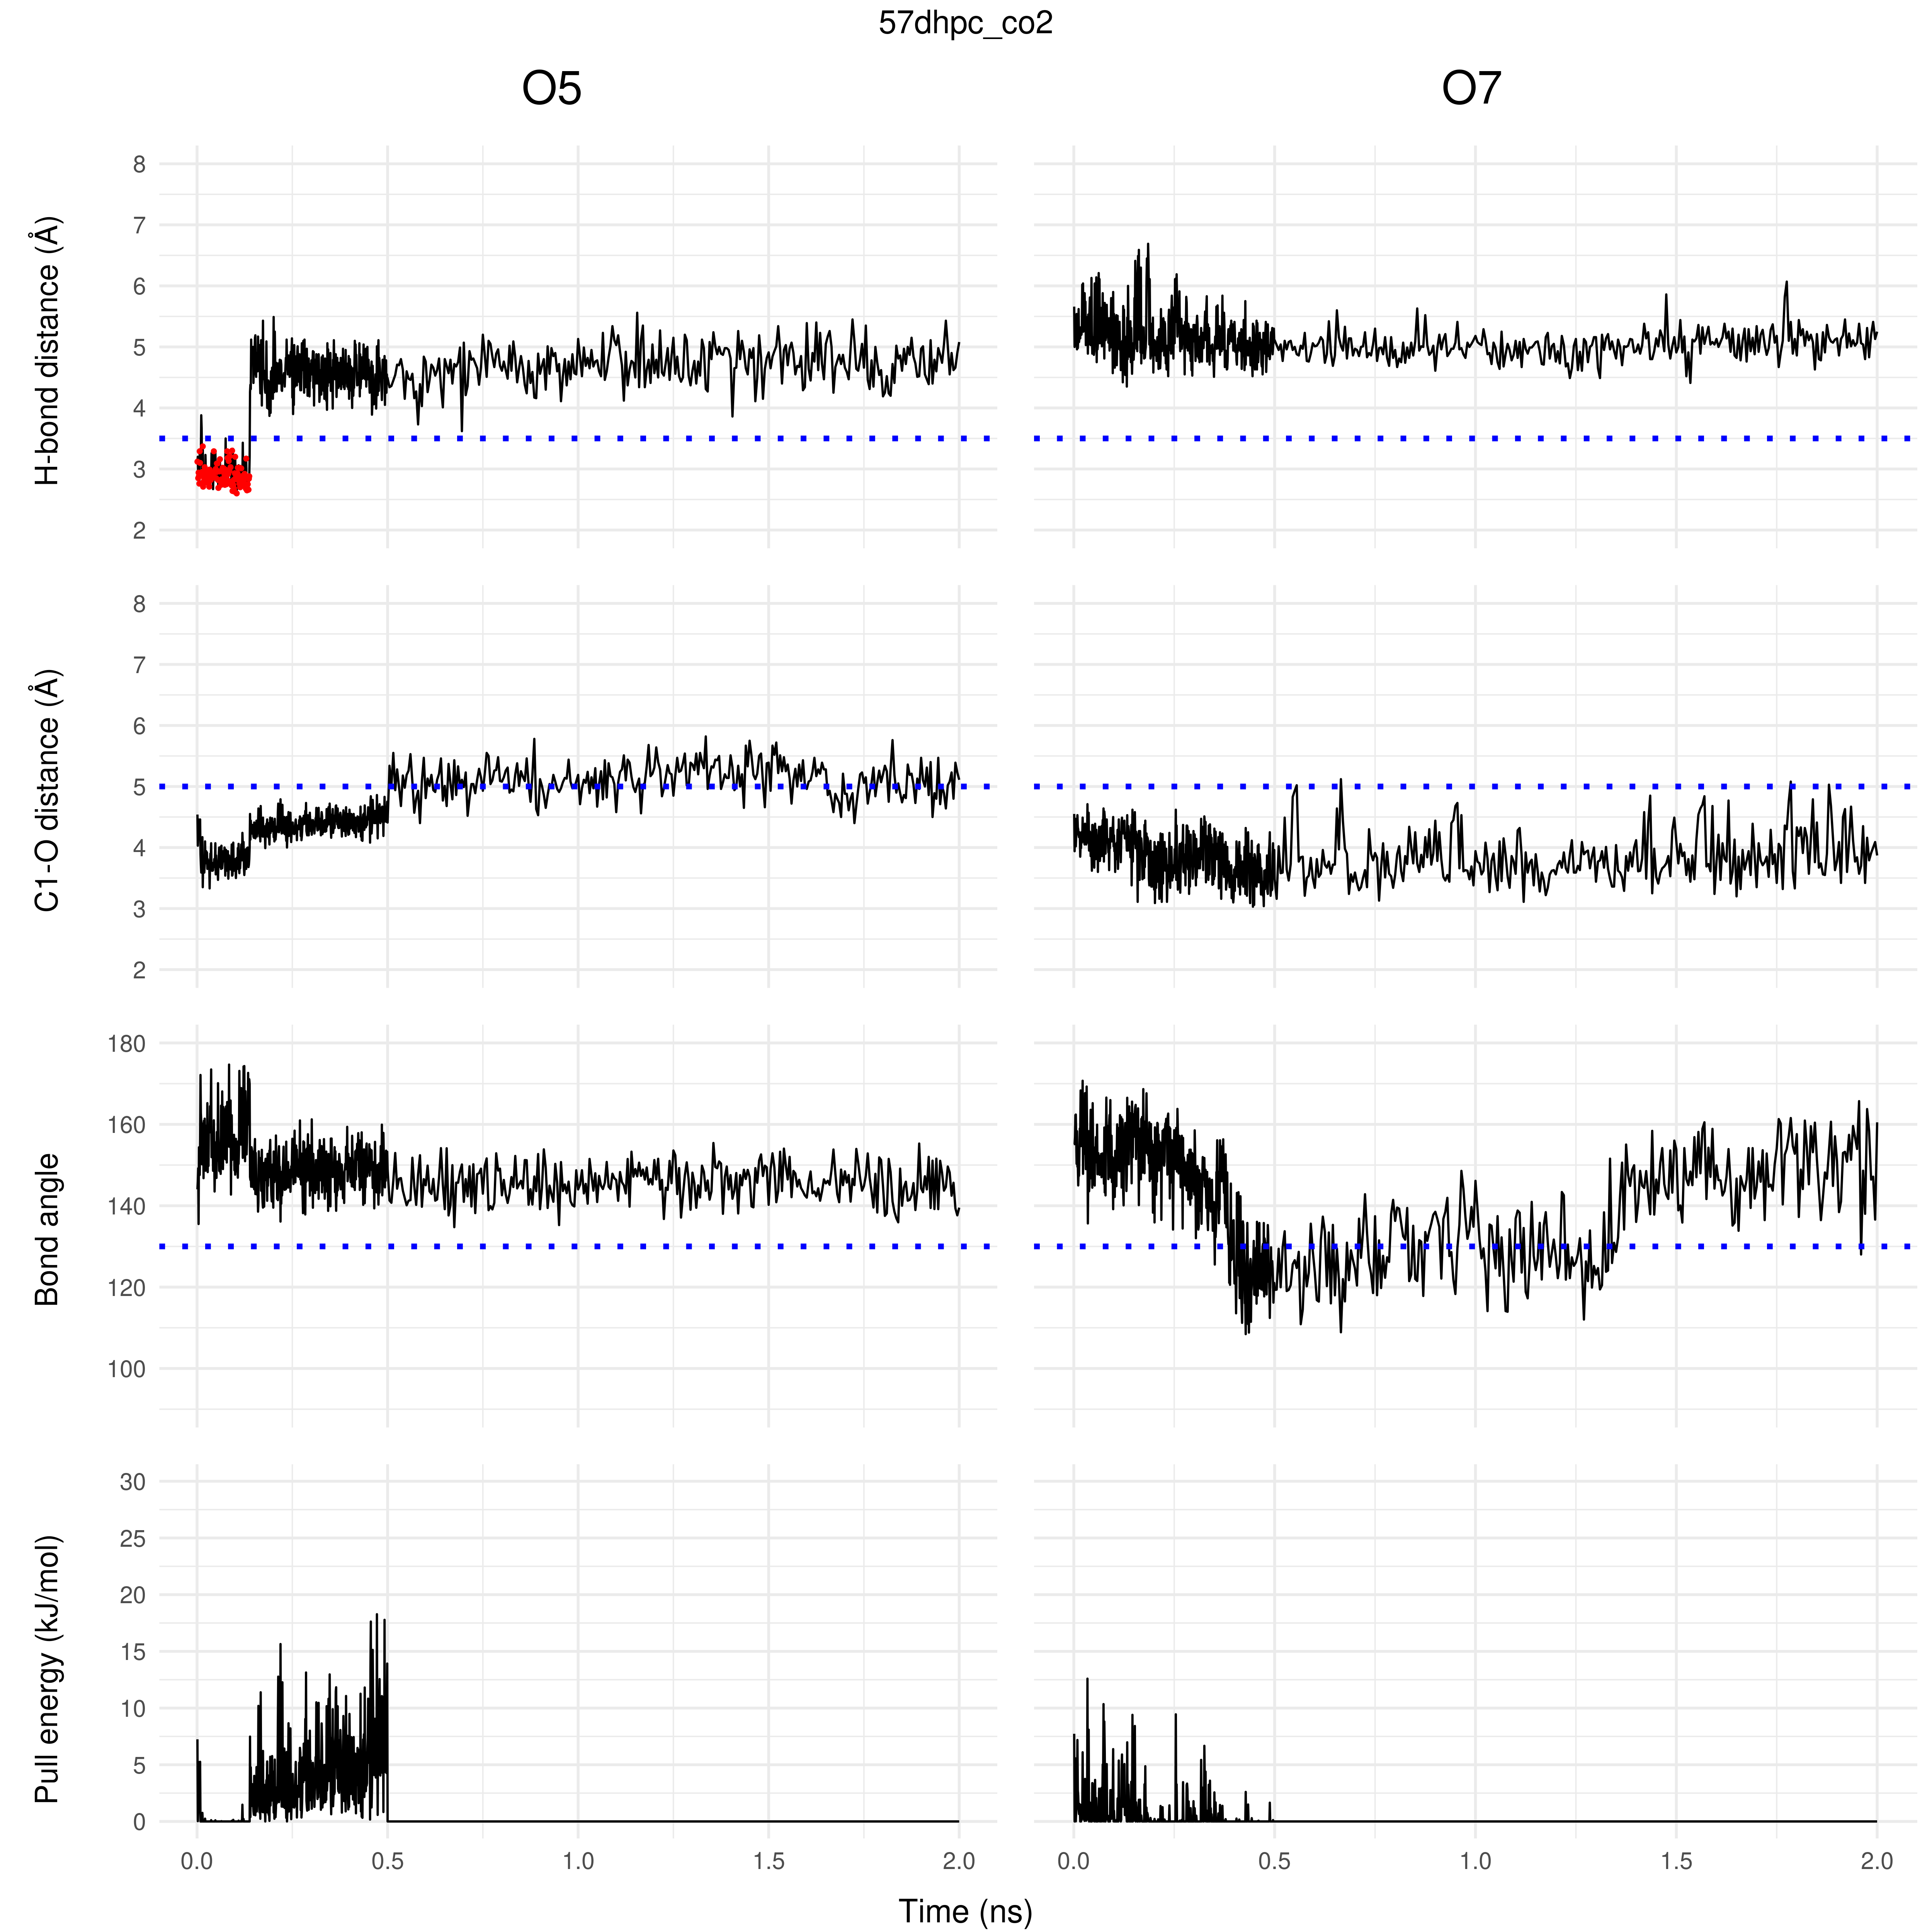 57dhpc_co2
O5
O7
H-bond distance (Å)
8
7
6
5
4
3
2
C1-O distance (Å)
8
7
6
5
4
3
2
Bond angle
180
160
140
120
100
Pull energy (kJ/mol)
30
25
20
15
10
5
0
0.0 0.5 1.0 1.5 2.0
0.0 0.5 1.0 1.5 2.0
Time (ns)